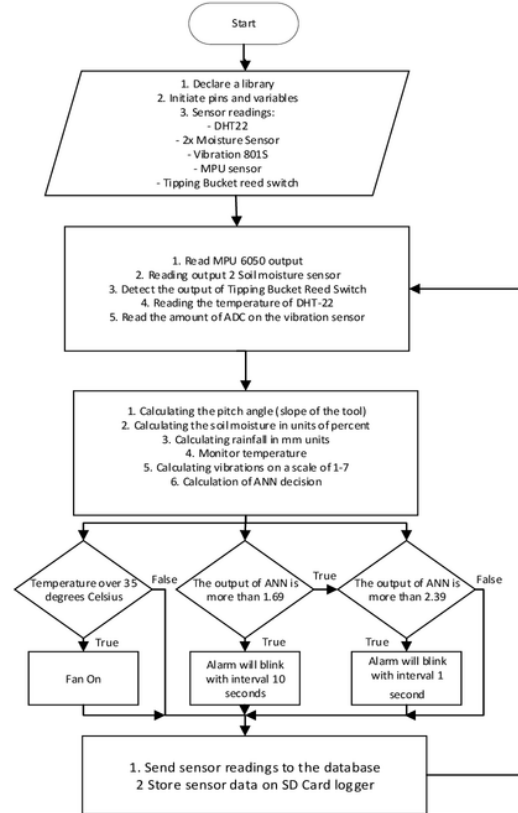 Start
1. Declare a library
2. Initiate pins and variables
3. Sensor readings:
- DHT22
- 2x Moisture Sensor
- Vibration 801S
- MPU sensor
- Tipping Bucket reed switch
1. Read MPU 6050 output
2. Reading output 2 Soil moisture sensor
3. Detect the output of Tipping Bucket Reed Switch
4. Reading the temperature of DHT-22
5. Read the amount of ADC on the vibration sensor
1. Calculating the pitch angle (slope of the tool)
2. Calculating the soil moisture in units of percent
3. Calculating rainfall in mm units
4. Monitor temperature
5. Calculating vibrations on a scale of 1-7
6. Calculation of ANN decision
Temperature over 35
degrees Celsius
False
True
Fan On
The output of ANN is
more than 1.69
True
True
Alarm will blink
with interval 10
seconds
The output of ANN is
more than 2.39
False
True
Alarm will blink
with interval 1
second
1. Send sensor readings to the database
2 Store sensor data on SD Card logger